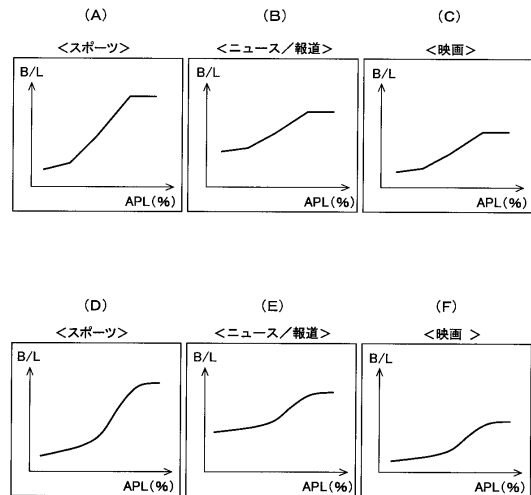 (A)
<スポーツ>
B/L
APL(%)
(B)
<ニュース/報道>
B/L
APL(%)
(C)
<映画>
B/L
APL(%)
(D)
<スポーツ>
B/L
APL(%)
(E)
<ニュース/報道>
B/L
APL(%)
(F)
<映画 >
B/L
APL(%)